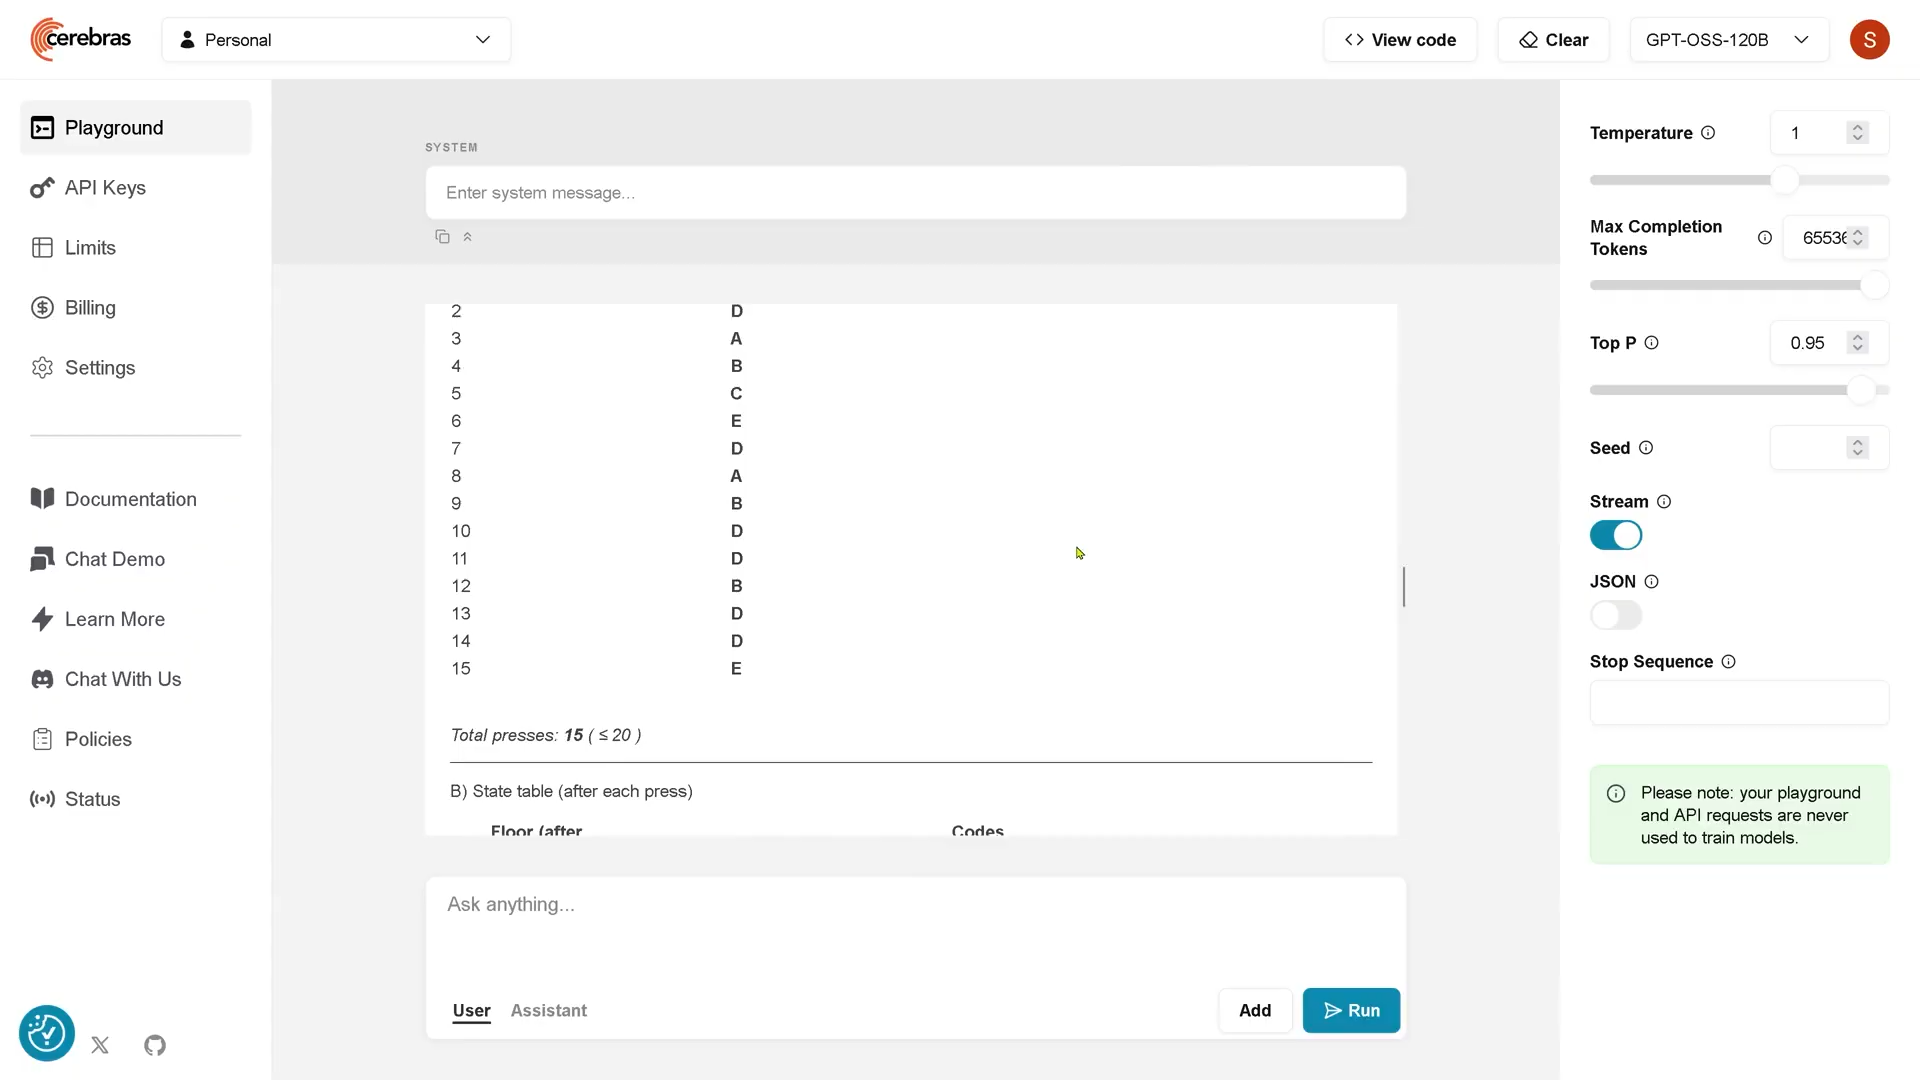 cerebras
Personal
View code
Clear
GPT-OSS-120B
S
Playground
API Keys
Limits
Billing
Settings
Documentation
Chat Demo
Learn More
Chat With Us
Policies
Status
SYSTEM
Enter system message...
2 D
3 A
4 B
5 C
6 E
7 D
8 A
9 B
10 D
11 D
12 B
13 D
14 D
15 E
Total presses: 15 ( ≤ 20 )
B) State table (after each press)
Floor (after Codes
Ask anything...
User Assistant
Add
Run
Temperature 1
Max Completion
Tokens
65536
Top P 0.95
Seed
Stream
JSON
Stop Sequence
Please note: your playground
and API requests are never
used to train models.